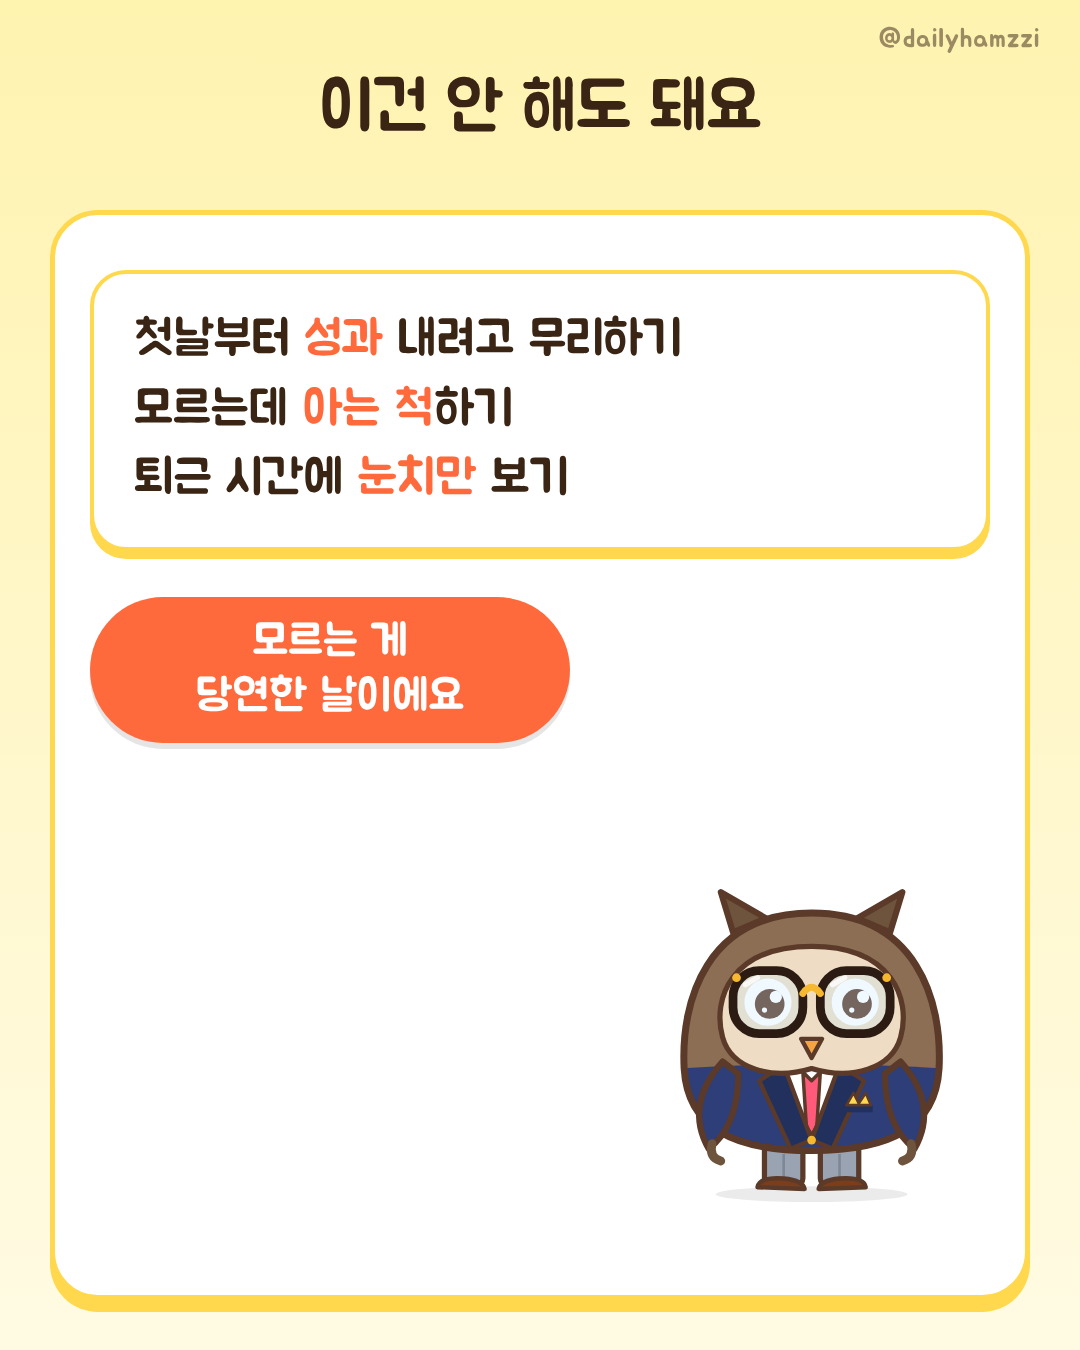 @dailyhamzzi
이건 안 해도 돼요
첫날부터 성과 내려고 무리하기
모르는데 아는 척하기
퇴근 시간에 눈치만 보기
모르는 게
당연한 날이에요